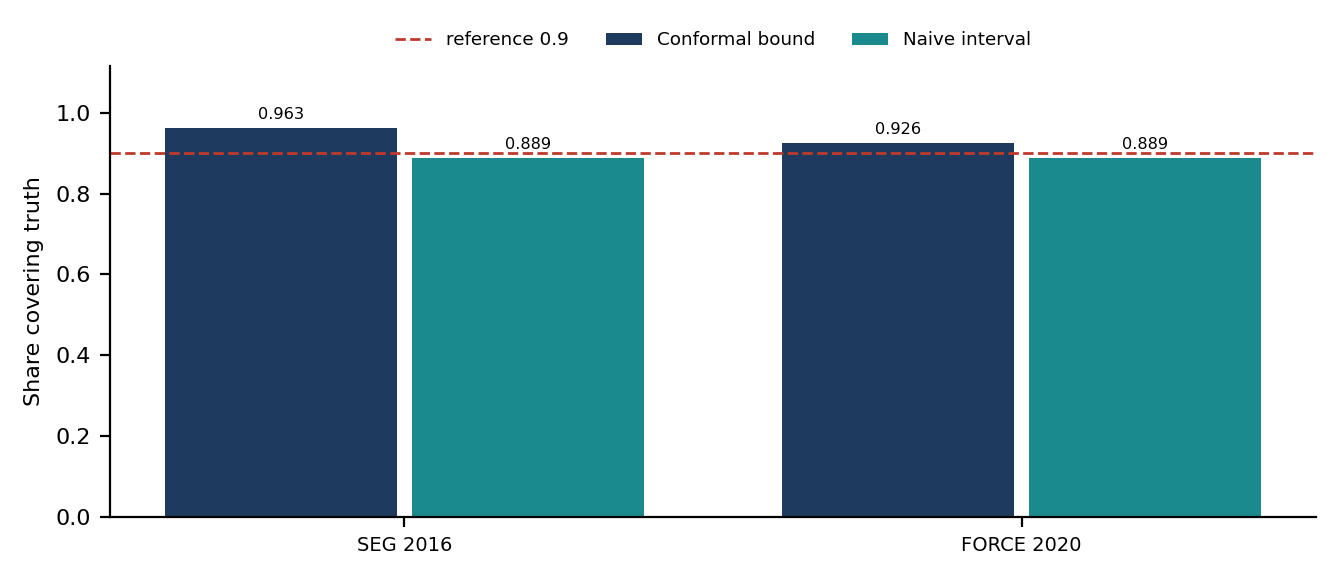 reference 0.9 Conformal bound Naive interval
Share covering truth
1.0
0.8
0.6
0.4
0.2
0.0
0.963
0.889
0.926
0.889
SEG 2016
FORCE 2020